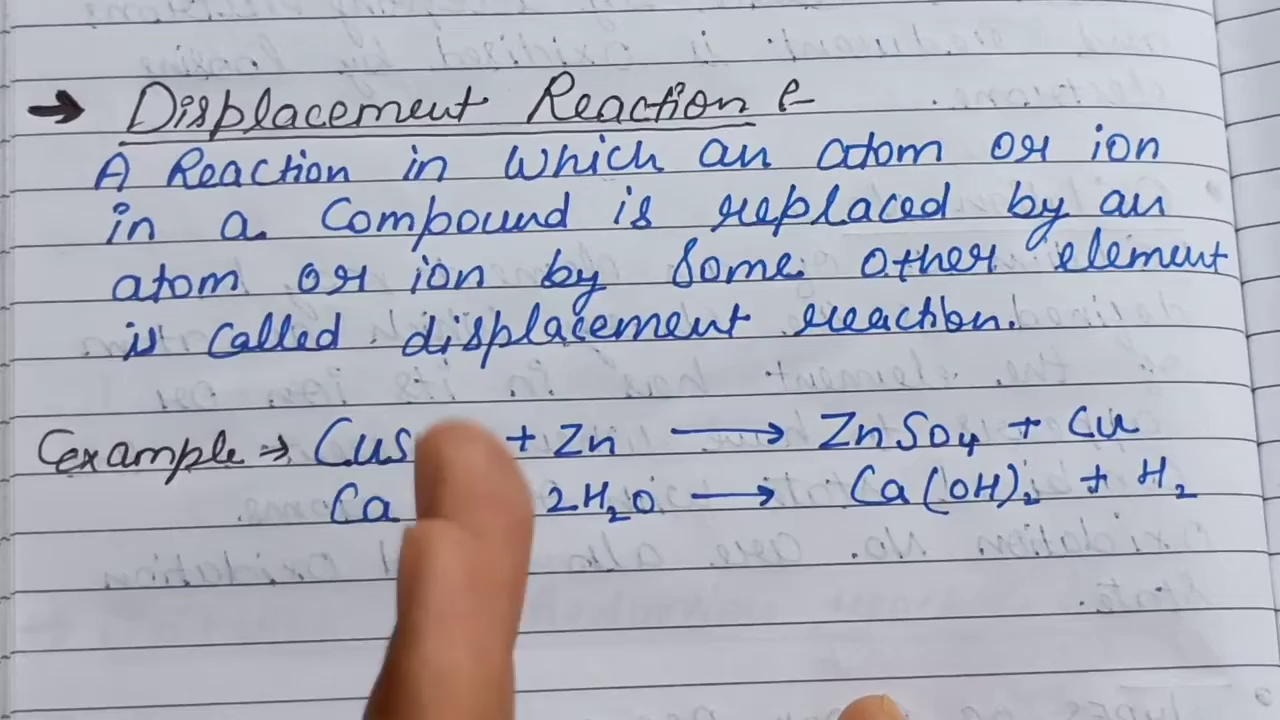 → Displacement Reaction :-
A Reaction in which an atom or ion
in a Compound is replaced by an
atom or ion by Some other element
is called displacement reaction.
Example → CuS + Zn → ZnSO4 + Cu
Ca 2H2O → Ca(OH)2 + H2